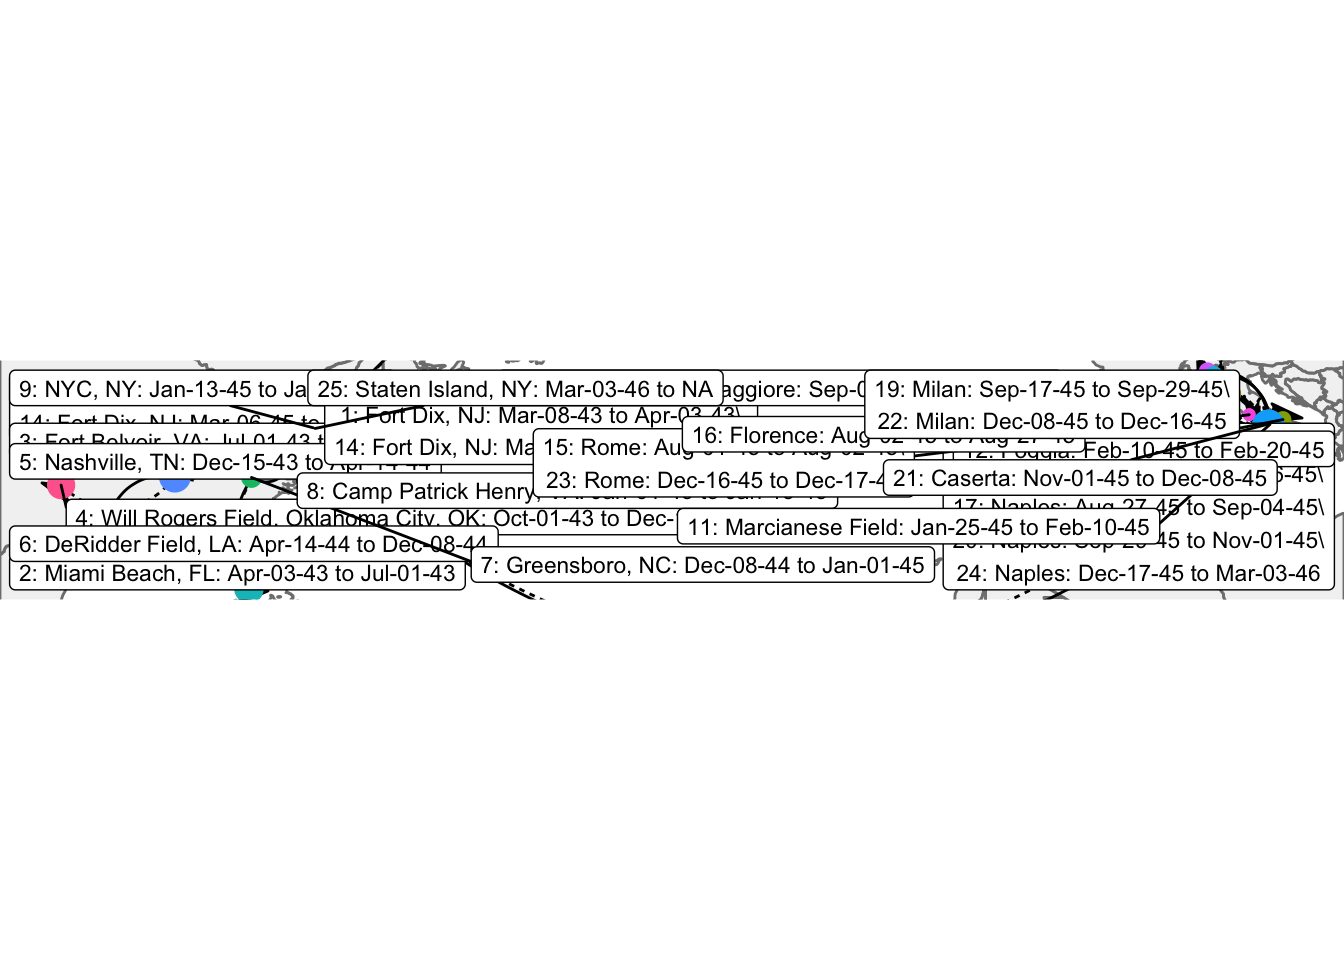 9: NYC, NY: Jan-13-45 to Ja
25: Staten Island, NY: Mar-03-46 to NA
aggiore: Sep-0
19: Milan: Sep-17-45 to Sep-29-45\
22: Milan: Dec-08-45 to Dec-16-45
14: Fort Dix, NJ: Mar-06-45 to
1: Fort Dix, NJ: Mar-08-43 to Apr-03-43\
14: Fort Dix, NJ: Ma
3: Fort Belvoir, VA: Jul-01-43 t
5: Nashville, TN: Dec-15-43 to Apr-14-44
15: Rome: Aug
23: Rome: Dec-16-45 to Dec-17-4
16: Florence: Aug-02-45 to Aug-27-45
12: Foggia: Feb-10-45 to Feb-20-45
21: Caserta: Nov-01-45 to Dec-08-45
-45\
8: Camp Patrick Henry,
17: Naples: Aug-27-45 to Sep-04-45\
4: Will Rogers Field, Oklahoma City, OK: Oct-01-43 to Dec-
11: Marcianese Field: Jan-25-45 to Feb-10-45
45 to Nov-01-45\
6: DeRidder Field, LA: Apr-14-44 to Dec-08-44
7: Greensboro, NC: Dec-08-44 to Jan-01-45
2: Miami Beach, FL: Apr-03-43 to Jul-01-43
24: Naples: Dec-17-45 to Mar-03-46